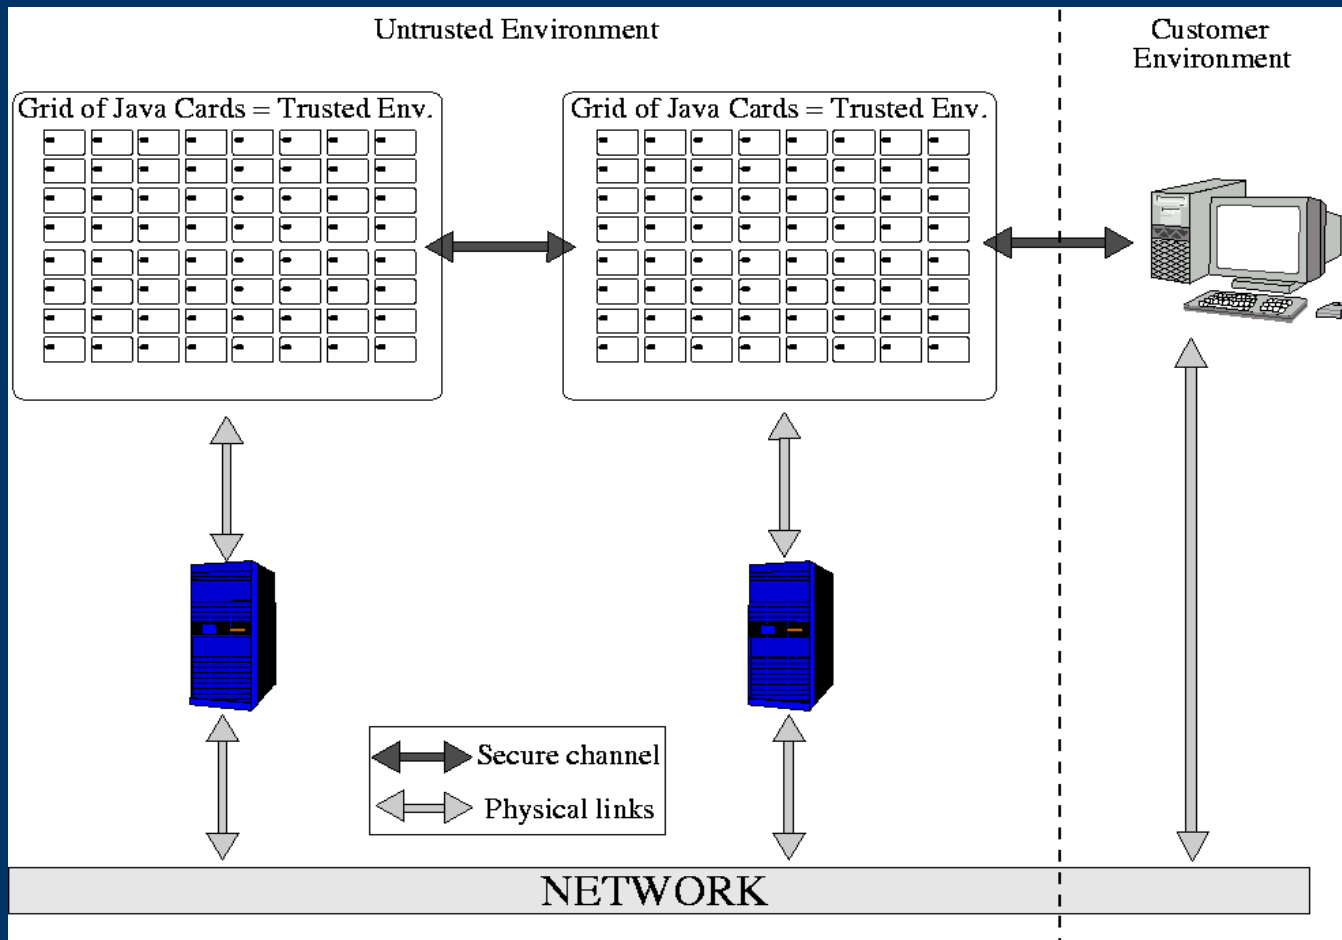 Untrusted Environment
Customer
Environment
Grid of Java Cards = Trusted Env.
Grid of Java Cards = Trusted Env.
Secure channel
Physical links
NETWORK